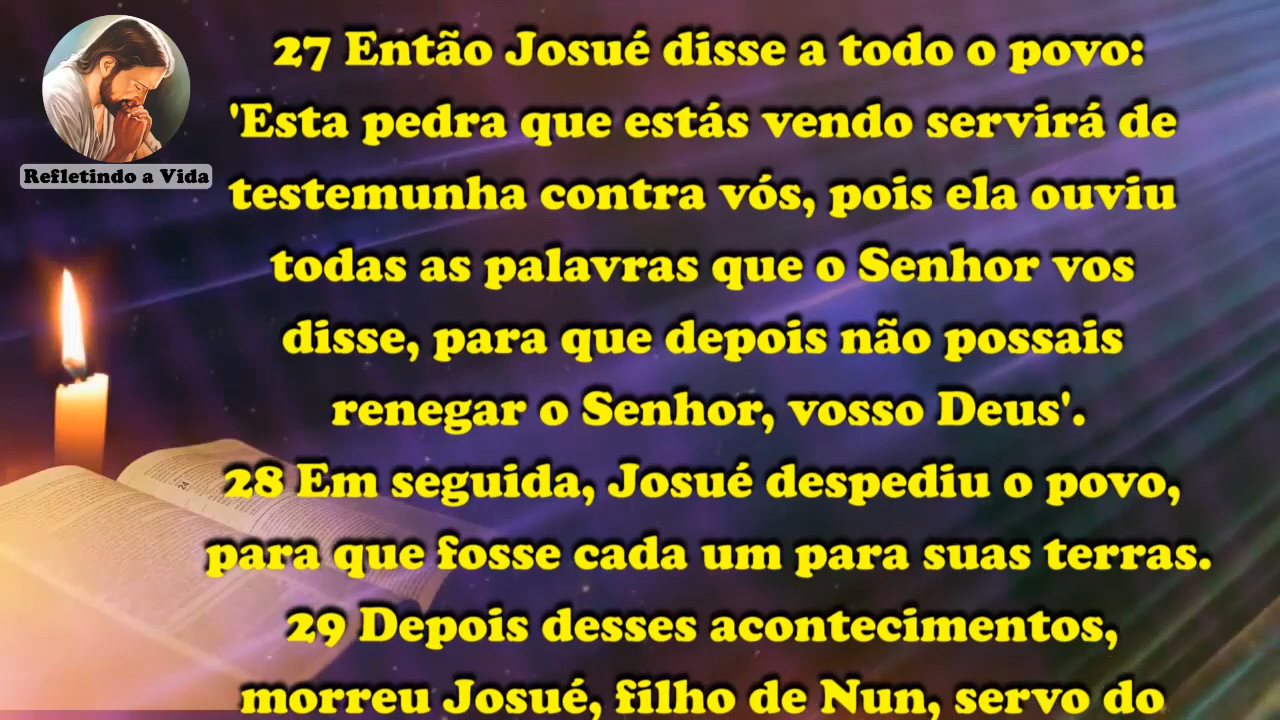 27 Então Josué disse a todo o povo:
'Esta pedra que estás vendo servirá de
testemunha contra vós, pois ela ouviu
todas as palavras que o Senhor vos
disse, para que depois não possais
renegar o Senhor, vosso Deus'.
28 Em seguida, Josué despediu o povo,
para que fosse cada um para suas terras.
29 Depois desses acontecimentos,
morreu Josué, filho de Nun, servo do
Refletindo a Vida